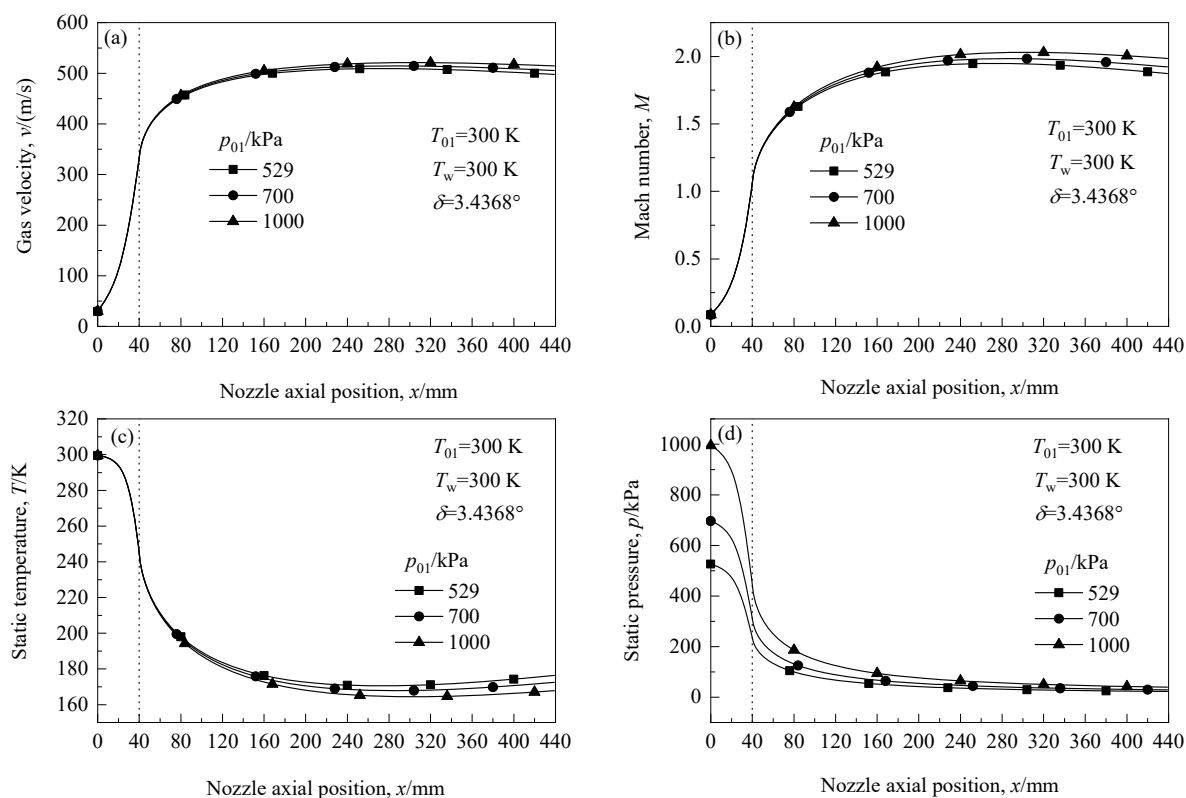 (a)
600
500
400
300
200
100
0
Gas velocity, v/(m/s)
p01/kPa
529
700
1000
T01=300 K
Tw=300 K
δ=3.4368°
0 40 80 120 160 200 240 280 320 360 400 440
Nozzle axial position, x/mm
(b)
2.0
1.5
1.0
0.5
0.0
Mach number, M
p01/kPa
529
700
1000
T01=300 K
Tw=300 K
δ=3.4368°
0 40 80 120 160 200 240 280 320 360 400 440
Nozzle axial position, x/mm
(c)
320
300
280
260
240
220
200
180
160
Static temperature, T/K
T01=300 K
Tw=300 K
δ=3.4368°
p01/kPa
529
700
1000
0 40 80 120 160 200 240 280 320 360 400 440
Nozzle axial position, x/mm
(d)
1000
800
600
400
200
0
Static pressure, p/kPa
T01=300 K
Tw=300 K
δ=3.4368°
p01/kPa
529
700
1000
0 40 80 120 160 200 240 280 320 360 400 440
Nozzle axial position, x/mm